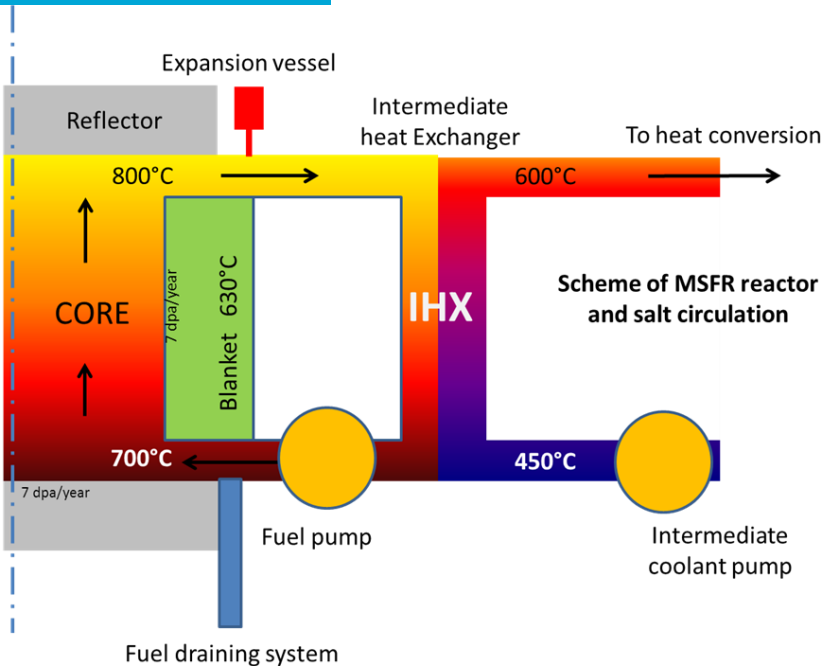 Expansion vessel
Reflector
Intermediate
heat Exchanger
To heat conversion
800°C
600°C
CORE
7 dpa/year
Blanket 630°C
IHX
Scheme of MSFR reactor
and salt circulation
700°C
450°C
7 dpa/year
Fuel pump
Intermediate
coolant pump
Fuel draining system